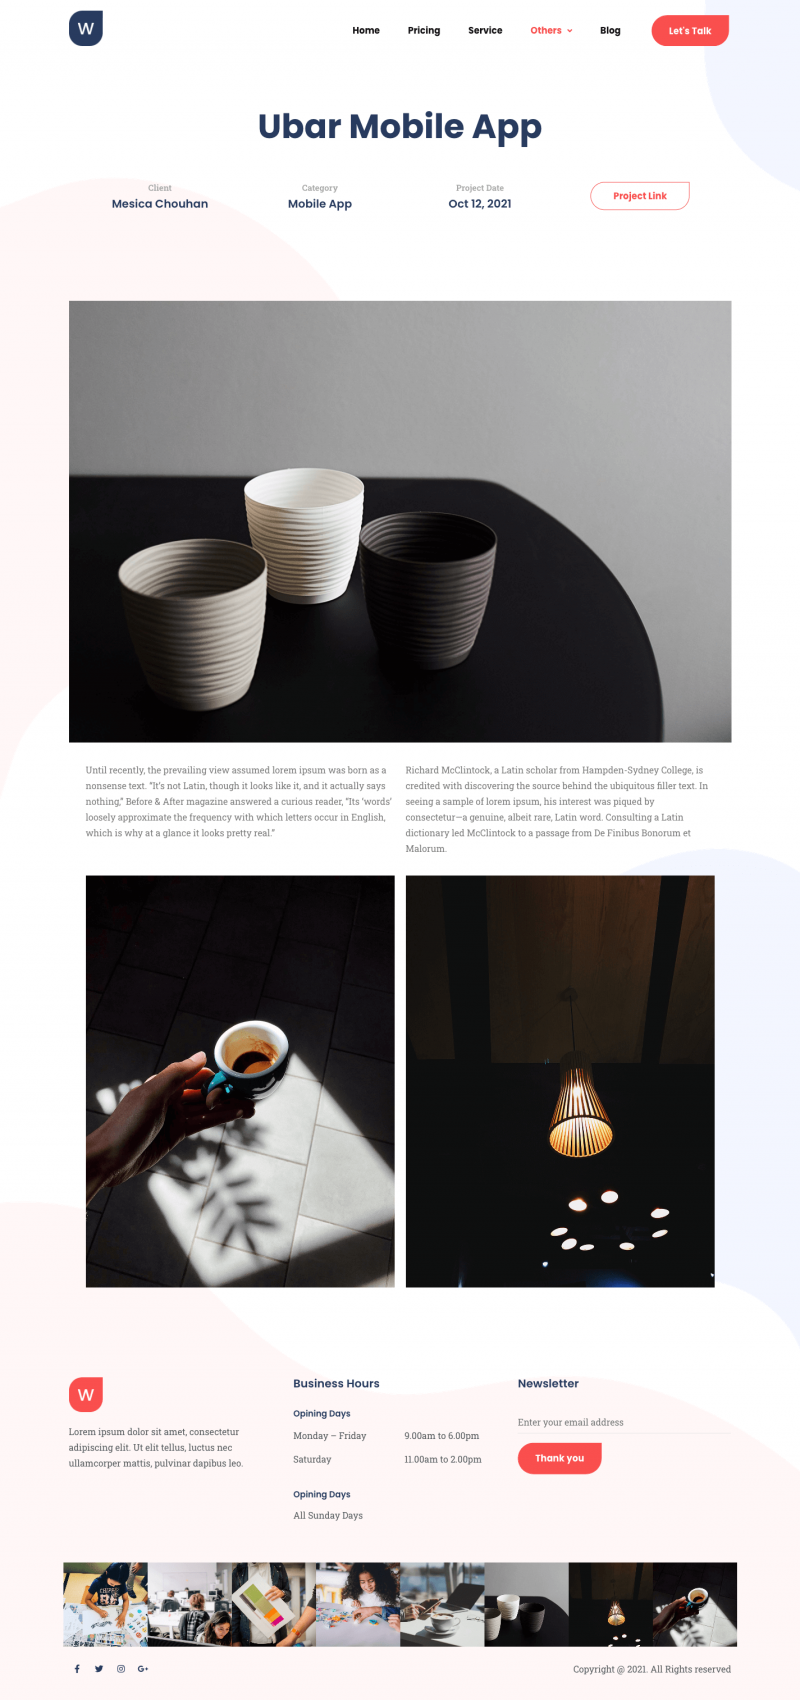 W
Home Pricing Service Others Blog Let's Talk
Ubar Mobile App
Client
Mesica Chouhan
Category
Mobile App
Project Date
Oct 12, 2021
Project Link
Until recently, the prevailing view assumed lorem ipsum was born as a
nonsense text. “It's not Latin, though it looks like it, and it actually says
nothing,” Before & After magazine answered a curious reader, “Its ‘words’
loosely approximate the frequency with which letters occur in English,
which is why at a glance it looks pretty real.”
Richard McClintock, a Latin scholar from Hampden-Sydney College, is
credited with discovering the source behind the ubiquitous filler text. In
seeing a sample of lorem ipsum, his interest was piqued by
consectetur—a genuine, albeit rare, Latin word. Consulting a Latin
dictionary led McClintock to a passage from De Finibus Bonorum et
Malorum.
W
Lorem ipsum dolor sit amet, consectetur
adipiscing elit. Ut elit tellus, luctus nec
ullamcorper mattis, pulvinar dapibus leo.
Business Hours
Opining Days
Monday – Friday 9.00am to 6.00pm
Saturday 11.00am to 2.00pm
Opining Days
All Sunday Days
Newsletter
Enter your email address
Thank you
G+
Copyright @ 2021. All Rights reserved